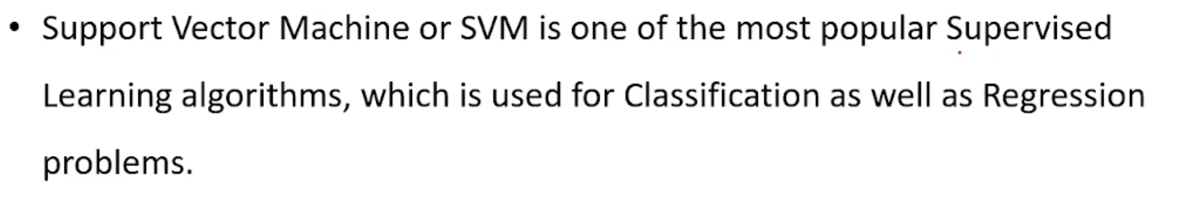 • Support Vector Machine or SVM is one of the most popular Supervised
Learning algorithms, which is used for Classification as well as Regression
problems.